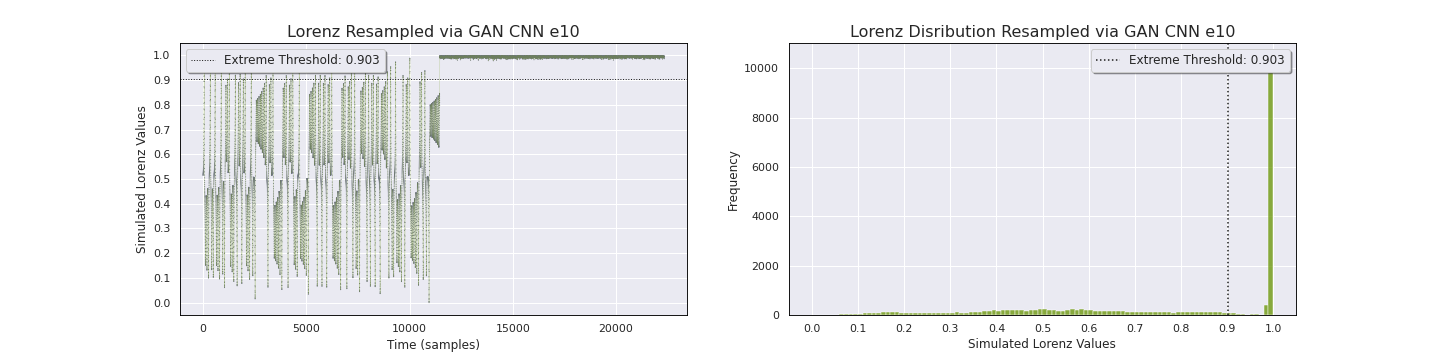 Lorenz Resampled via GAN CNN e10
Extreme Threshold: 0.903
Simulated Lorenz Values
1.0
0.9
0.8
0.7
0.6
0.5
0.4
0.3
0.2
0.1
0.0
0 5000 10000 15000 20000
Time (samples)
Lorenz Disribution Resampled via GAN CNN e10
Extreme Threshold: 0.903
Frequency
10000
8000
6000
4000
2000
0
0.0 0.1 0.2 0.3 0.4 0.5 0.6 0.7 0.8 0.9 1.0
Simulated Lorenz Values